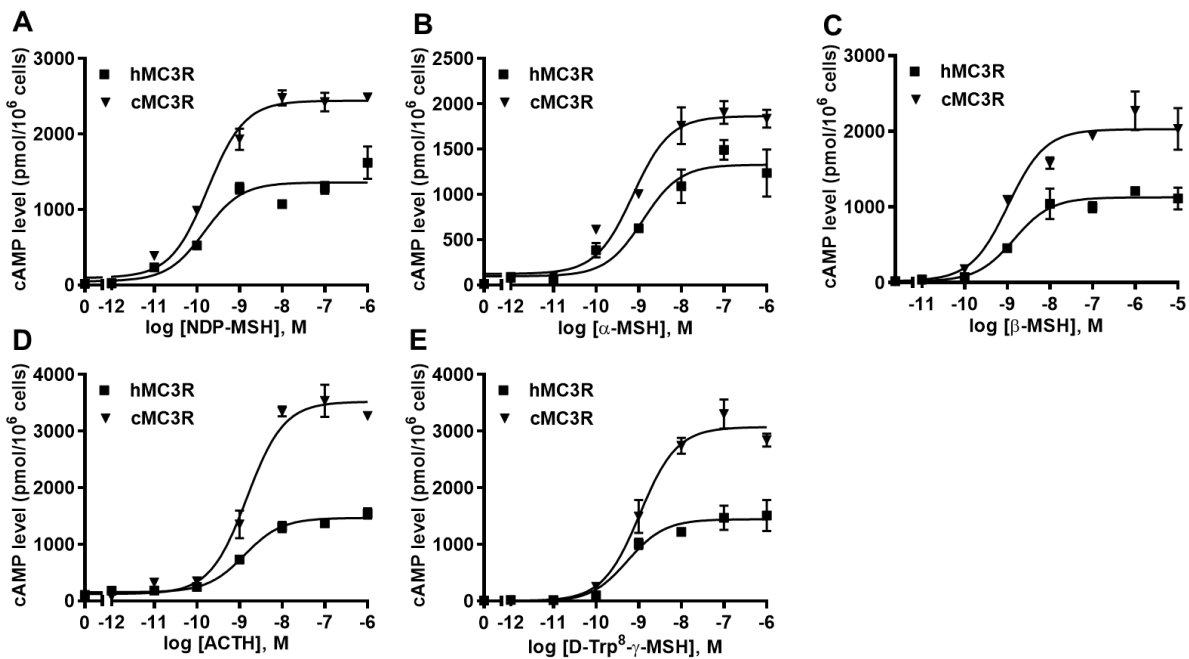 A
cAMP level (pmol/10⁶ cells)
3000
2000
1000
0
hMC3R
cMC3R
0 -12 -11 -10 -9 -8 -7 -6
log [NDP-MSH], M
B
cAMP level (pmol/10⁶ cells)
2500
2000
1500
1000
500
0
hMC3R
cMC3R
0 -12 -11 -10 -9 -8 -7 -6
log [α-MSH], M
C
cAMP level (pmol/10⁶ cells)
3000
2000
1000
0
hMC3R
cMC3R
-11 -10 -9 -8 -7 -6 -5
log [β-MSH], M
D
cAMP level (pmol/10⁶ cells)
4000
3000
2000
1000
0
hMC3R
cMC3R
0 -12 -11 -10 -9 -8 -7 -6
log [ACTH], M
E
cAMP level (pmol/10⁶ cells)
4000
3000
2000
1000
0
hMC3R
cMC3R
0 -12 -11 -10 -9 -8 -7 -6
log [D-Trp⁸-γ-MSH], M